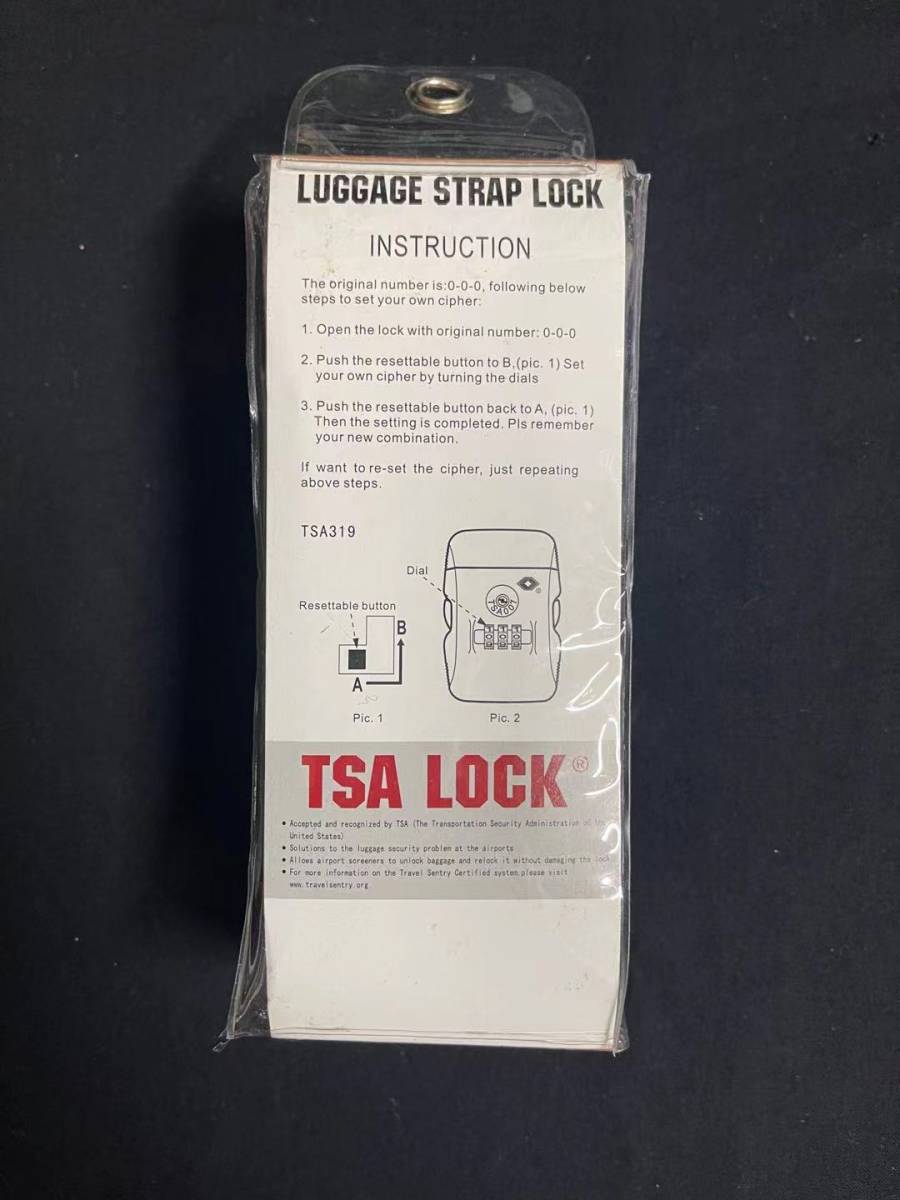 LUGGAGE STRAP LOCK
INSTRUCTION
The original number is:0-0-0, following below
steps to set your own cipher:
1. Open the lock with original number: 0-0-0
2. Push the resettable button to B,(pic. 1) Set
your own cipher by turning the dials
3. Push the resettable button back to A, (pic. 1)
Then the setting is completed. Pls remember
your new combination.
If want to re-set the cipher, just repeating
above steps.
TSA319
Dial
Resettable button
TSA007
B
A
Pic. 1
Pic. 2
TSA LOCK®
• Accepted and recognized by TSA (The Transportation Security Administration of the
United States)
• Solutions to the luggage security problem at the airports
• Alloes airport screeners to unlock baggage and relock it without damaging the lock
• For more information on the Travel Sentry Certified system,please visit
www.travelsentry.org